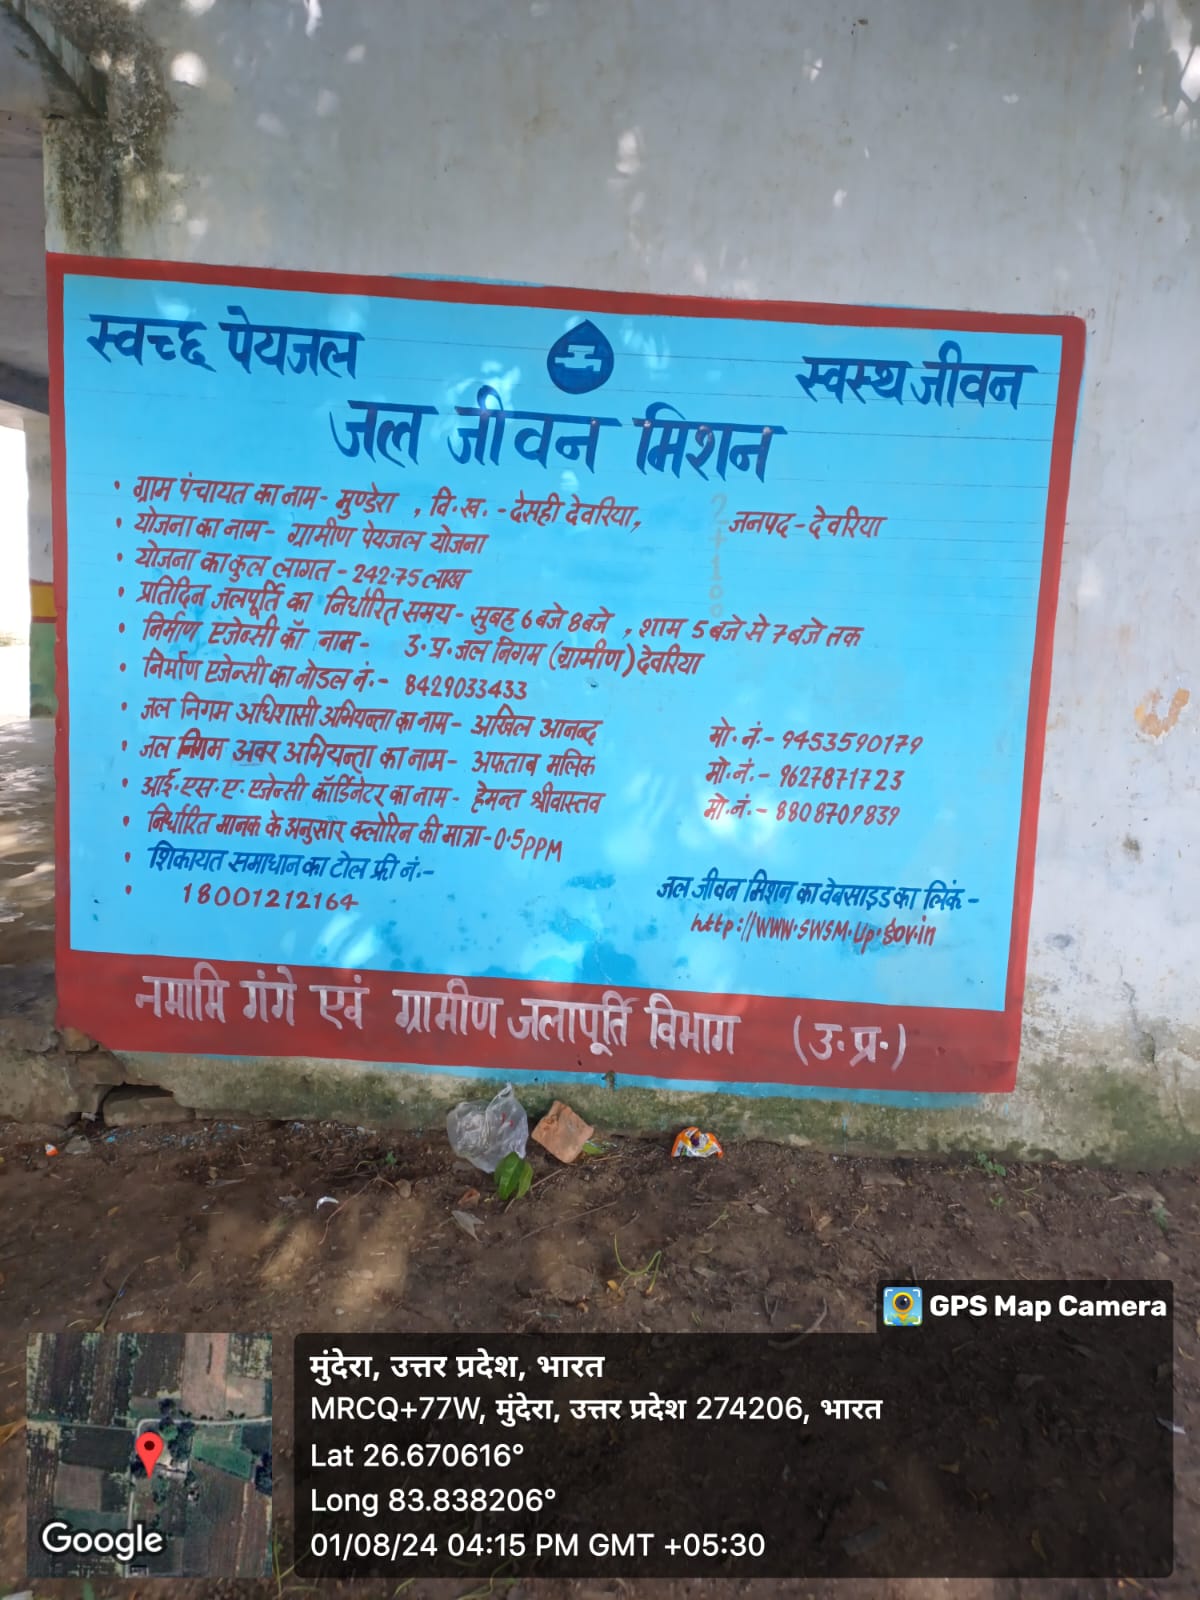 स्वच्छ पेयजल
स्वस्थ जीवन
जल जीवन मिशन
• ग्राम पंचायत का नाम- मुण्डेरा , वि.ख. -देसही देवरिया, जनपद-देवरिया
• योजना का नाम- ग्रामीण पेयजल योजना
• योजना का कुल लागत-242.75 लाख
• प्रतिदिन जलपूर्ति का निर्धारित समय- सुबह 6 बजे 8 बजे , शाम 5 बजे से 7 बजे तक
• निर्माण एजेन्सी कॅा नाम- उ.प्र.जल निगम (ग्रामीण) देवरिया
• निर्माण एजेन्सी का नोडल नं.- 8429033433
• जल निगम अधिशासी अभियन्ता का नाम- अखिल आनन्द मो.नं.- 9453590179
• जल निगम अवर अभियन्ता का नाम- अफताब मलिक मो.नं.- 9627871723
• आई.एस.ए.एजेन्सी कॉर्डिनेटर का नाम- हेमन्त श्रीवास्तव मो.नं.- 8808709839
• निर्धारित मानक के अनुसार क्लोरिन की मात्रा-0.5PPM
• शिकायत समाधान का टोल फ्री नं.-
• 18001212164
जल जीवन मिशन का वेबसाइड का लिंक-
http://www.swsm.up.gov.in
नमामि गंगे एवं ग्रामीण जलापूर्ति विभाग (उ.प्र.)
GPS Map Camera
मुंदेरा, उत्तर प्रदेश, भारत
MRCQ+77W, मुंदेरा, उत्तर प्रदेश 274206, भारत
Lat 26.670616°
Long 83.838206°
01/08/24 04:15 PM GMT +05:30
Google